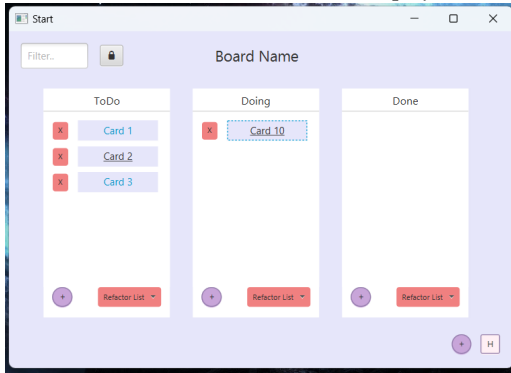 Start
Filter..
Board Name
ToDo
Doing
Done
X
Card 1
X
Card 10
X
Card 2
X
Card 3
+
Refactor List
+
Refactor List
+
Refactor List
+
H